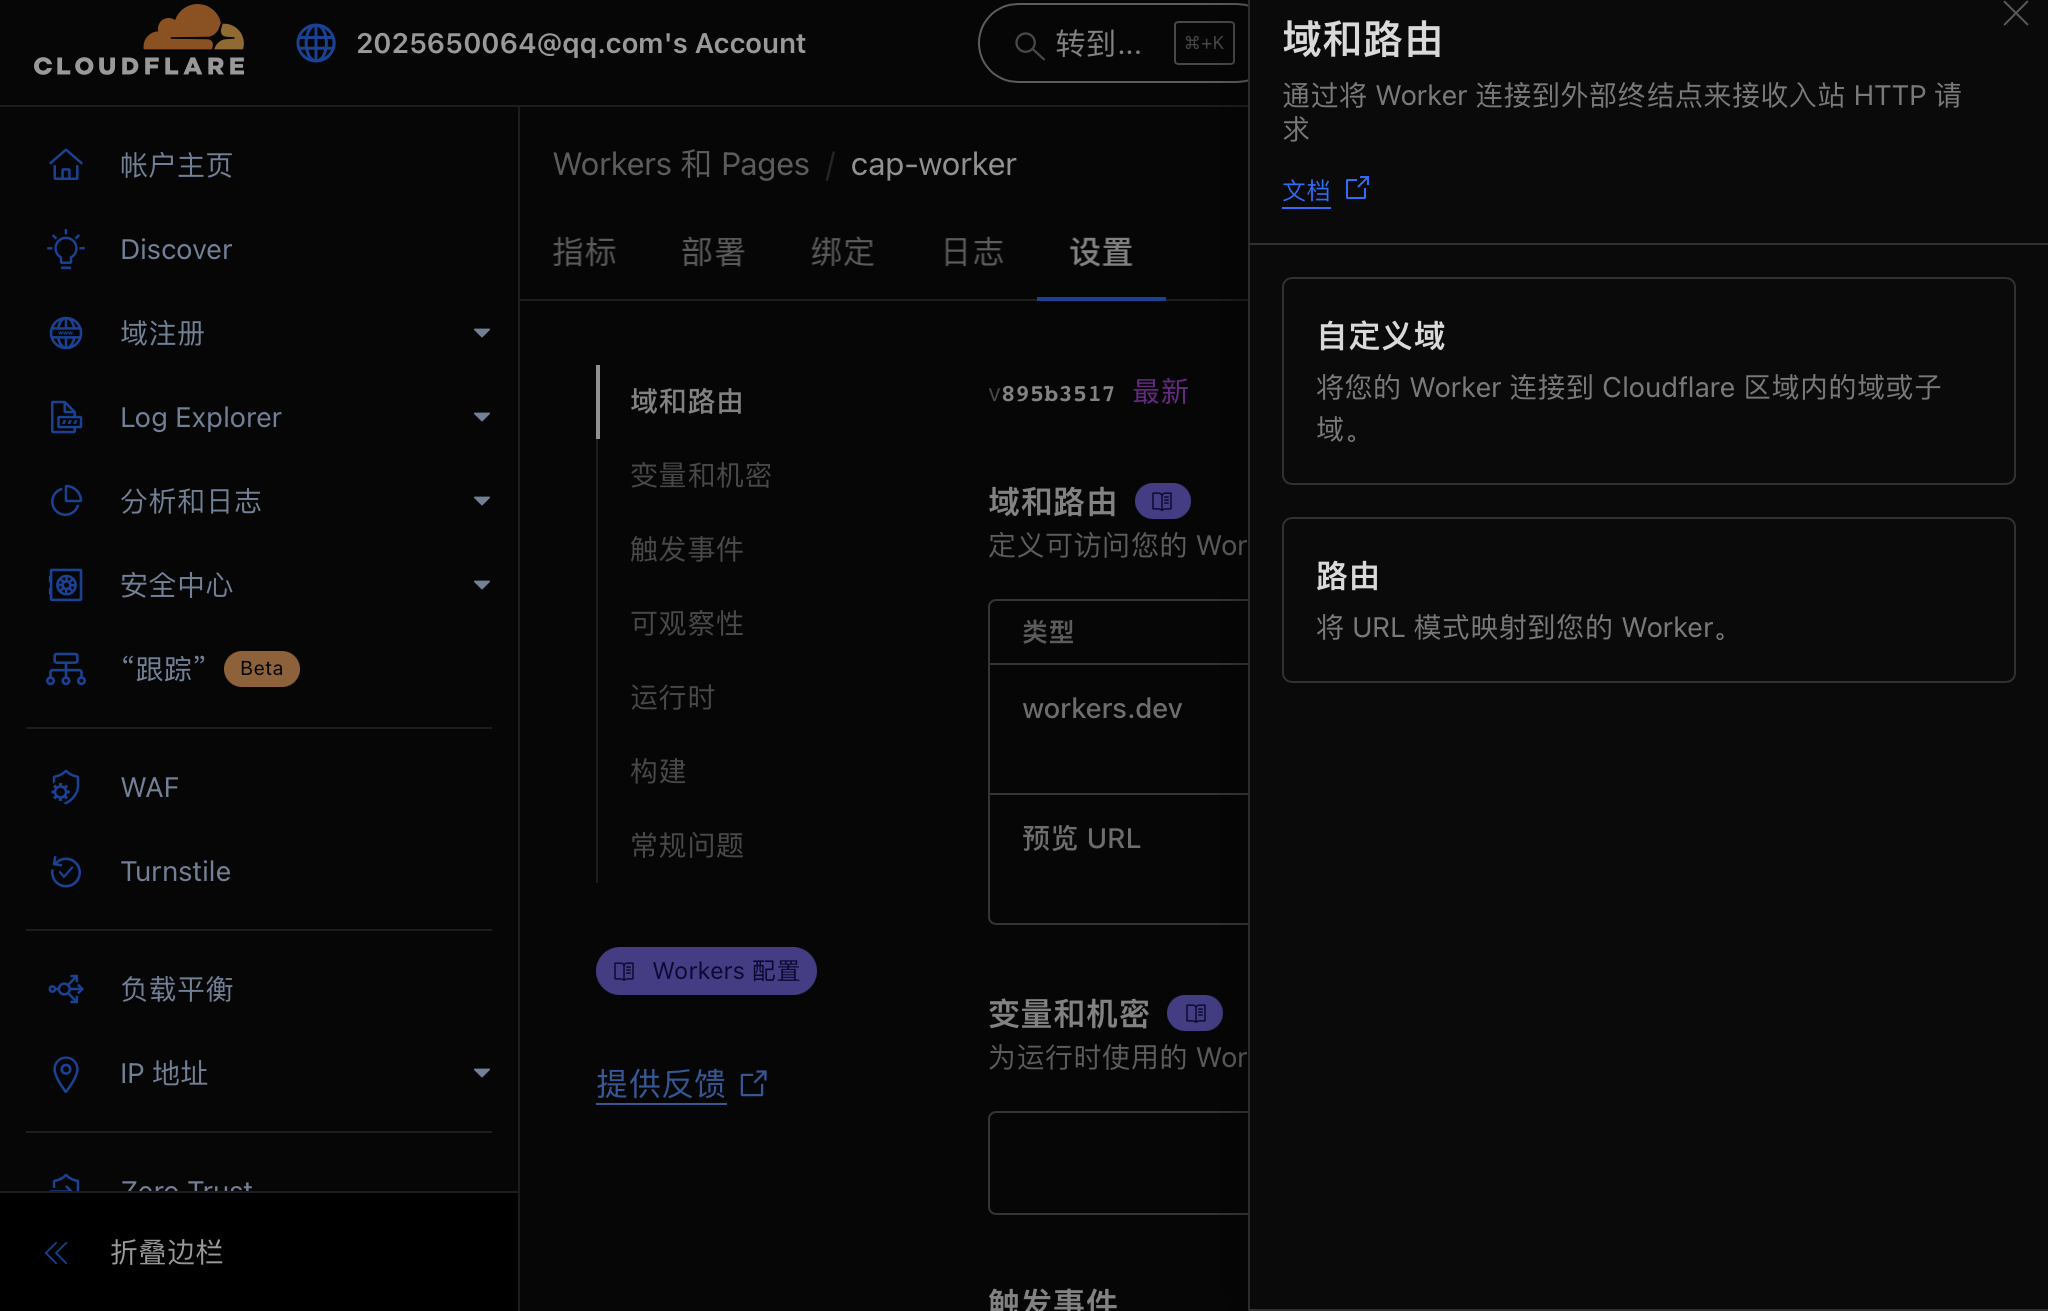 CLOUDFLARE
2025650064@qq.com's Account
转到...
⌘+K
帐户主页
Discover
域注册
Log Explorer
分析和日志
安全中心
“跟踪”
Beta
WAF
Turnstile
负载平衡
IP 地址
Zero Trust
折叠边栏
Workers 和 Pages / cap-worker
指标
部署
绑定
日志
设置
域和路由
变量和机密
触发事件
可观察性
运行时
构建
常规问题
Workers 配置
提供反馈
v895b3517 最新
域和路由
定义可访问您的 Wor
类型
workers.dev
预览 URL
变量和机密
为运行时使用的 Wor
触发事件
域和路由
通过将 Worker 连接到外部终结点来接收入站 HTTP 请
求
文档
自定义域
将您的 Worker 连接到 Cloudflare 区域内的域或子
域。
路由
将 URL 模式映射到您的 Worker。